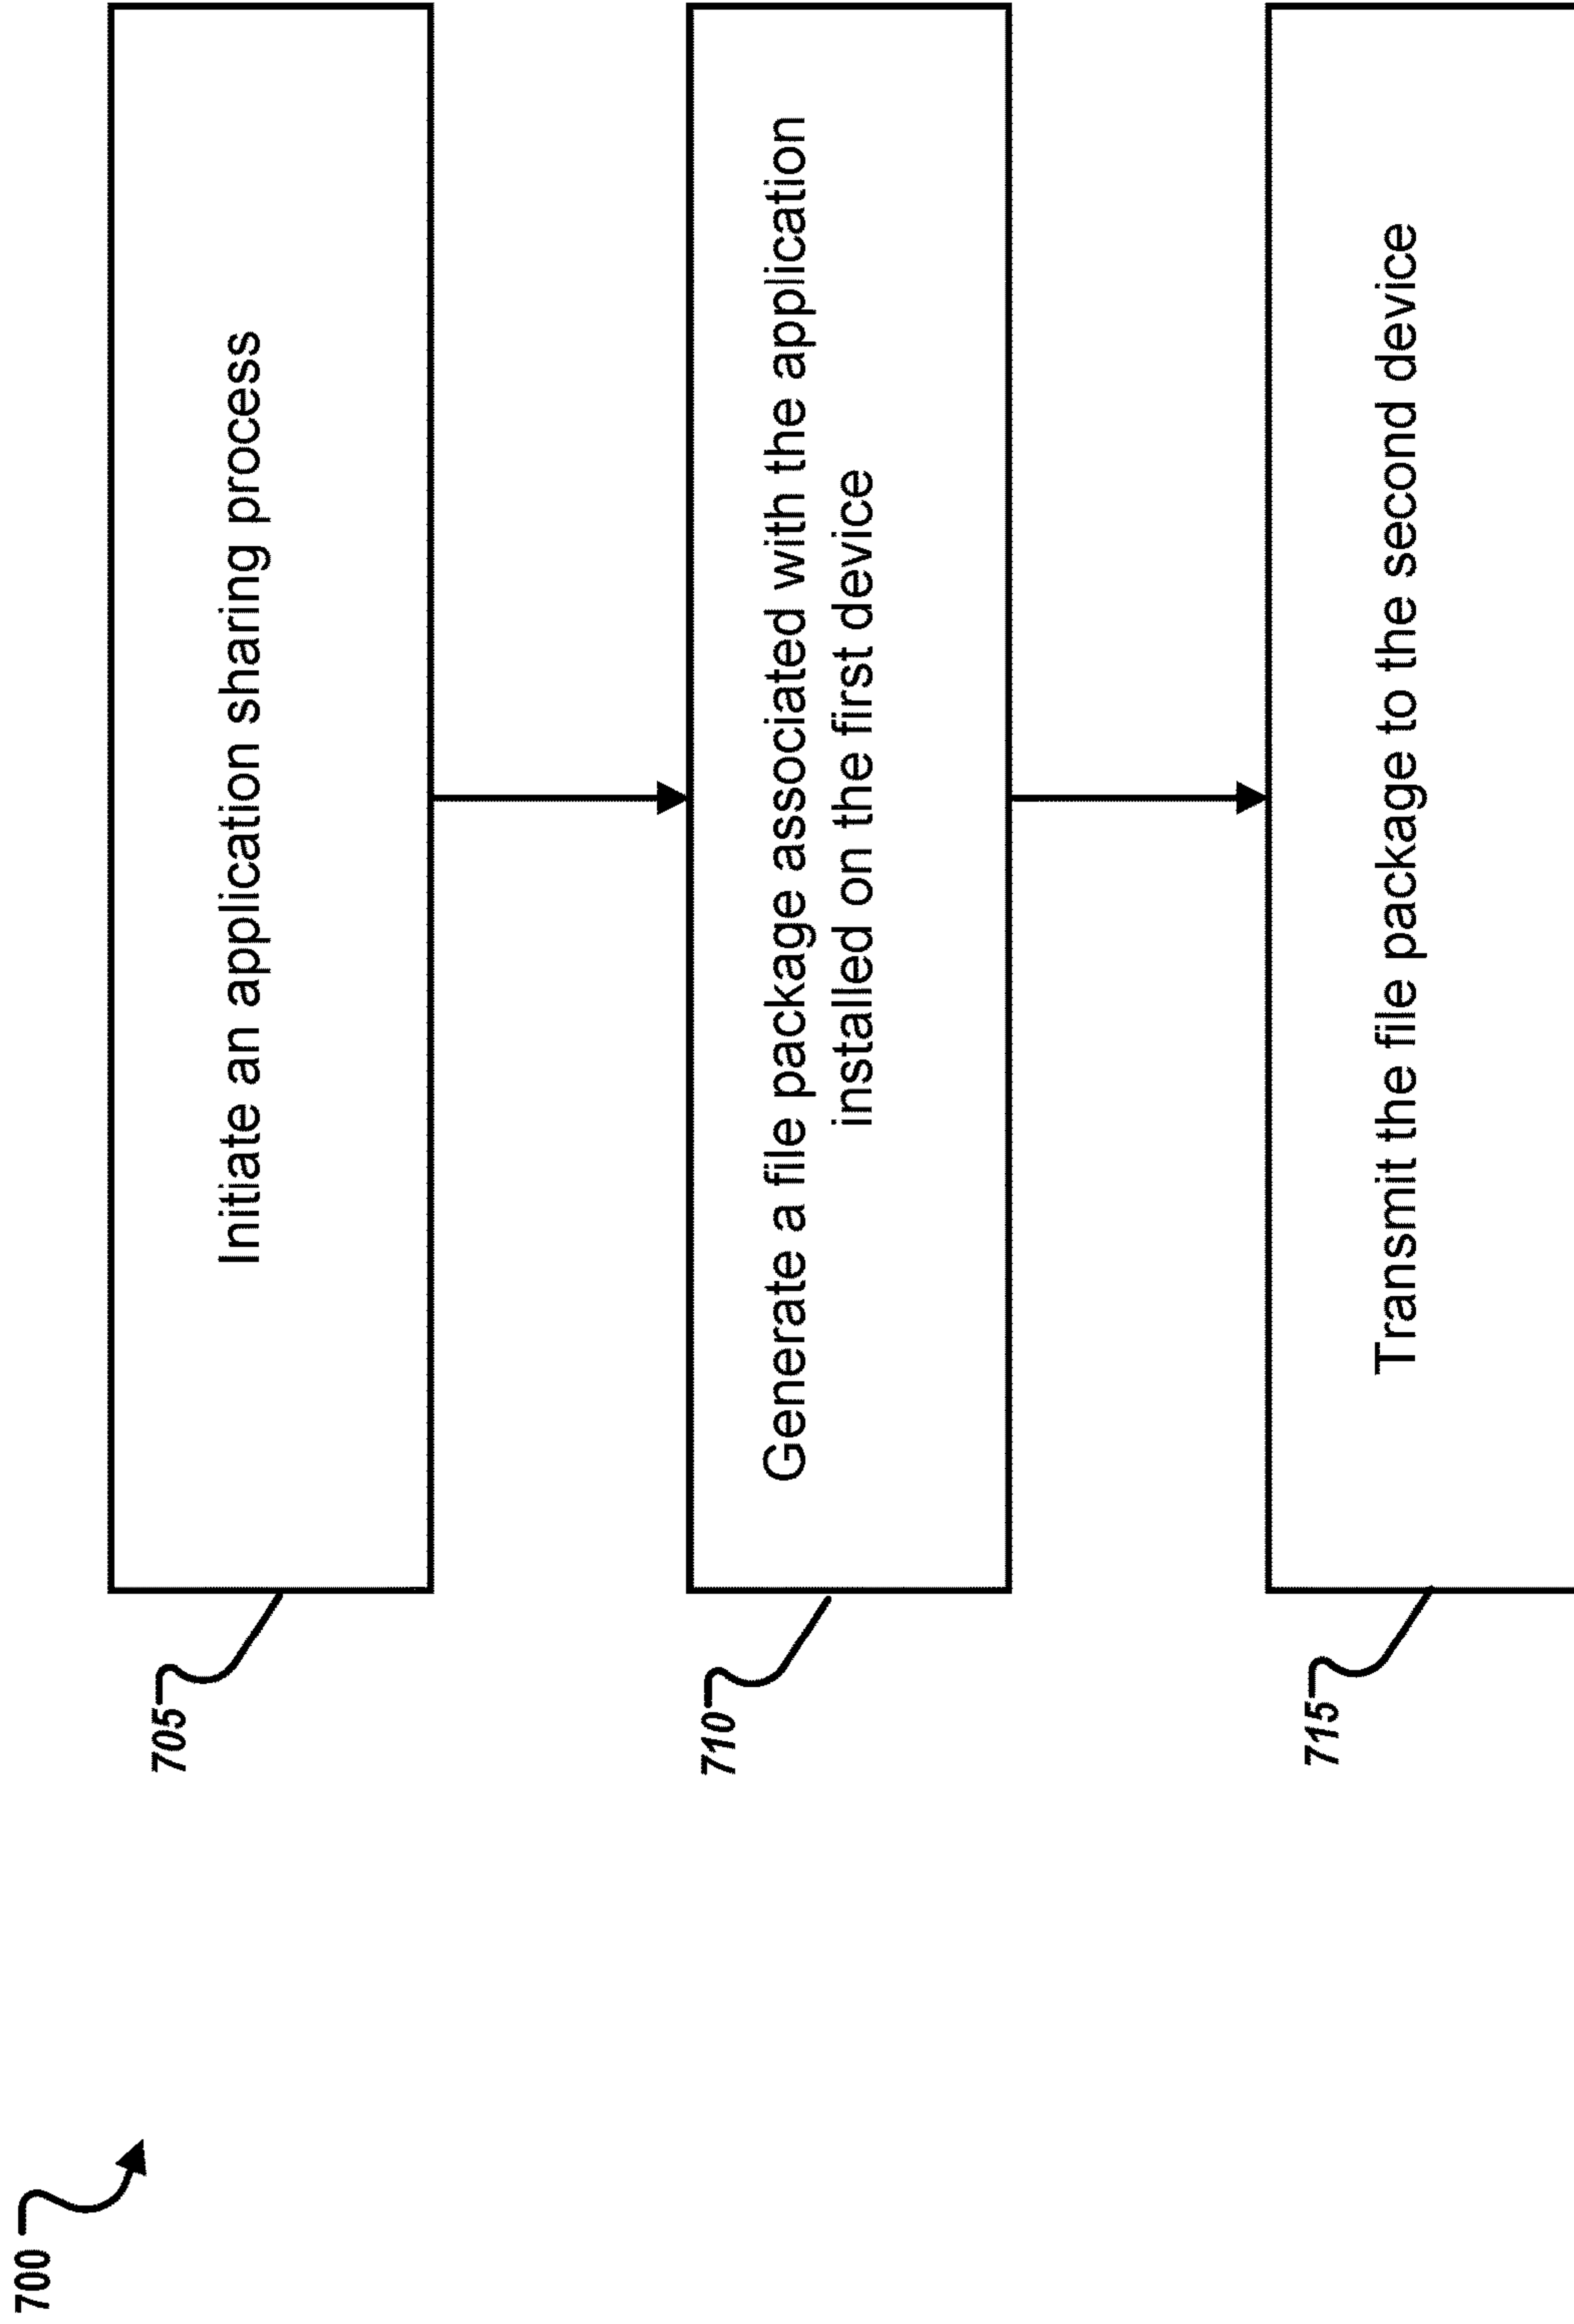 700
705
Initiate an application sharing process
710
Generate a file package associated with the application
installed on the first device
715
Transmit the file package to the second device